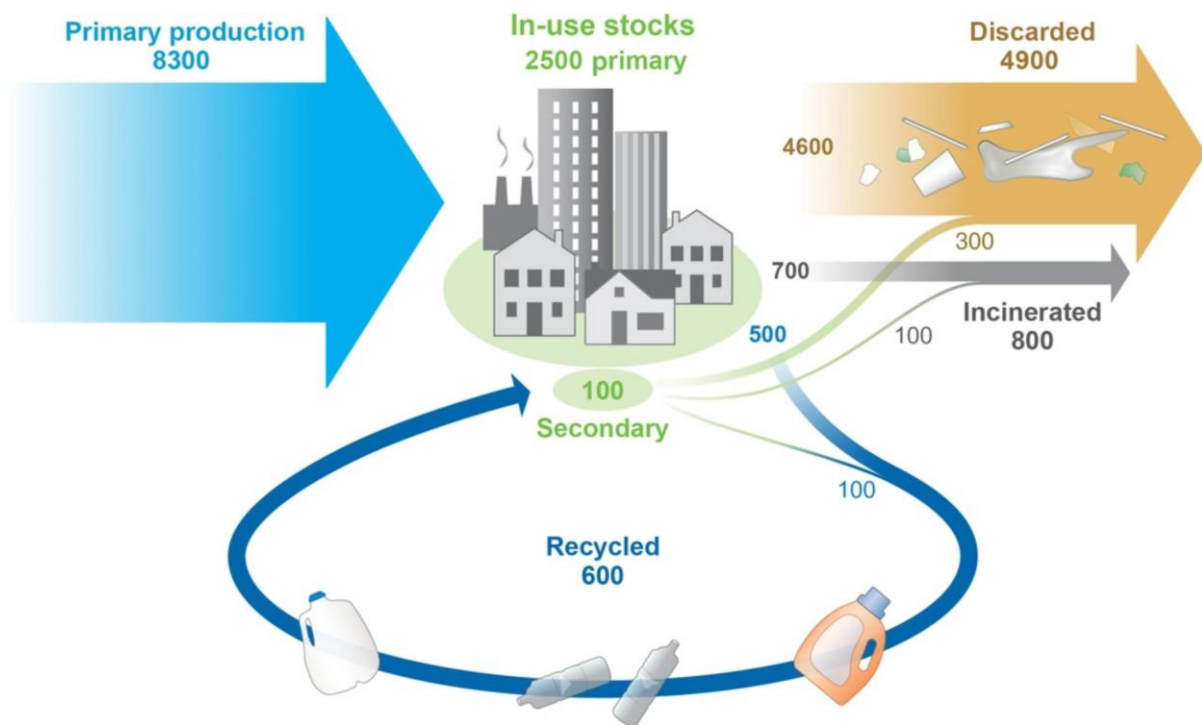 Primary production
8300
In-use stocks
2500 primary
Discarded
4900
4600
300
700
Incinerated
800
100
500
100
Secondary
100
Recycled
600